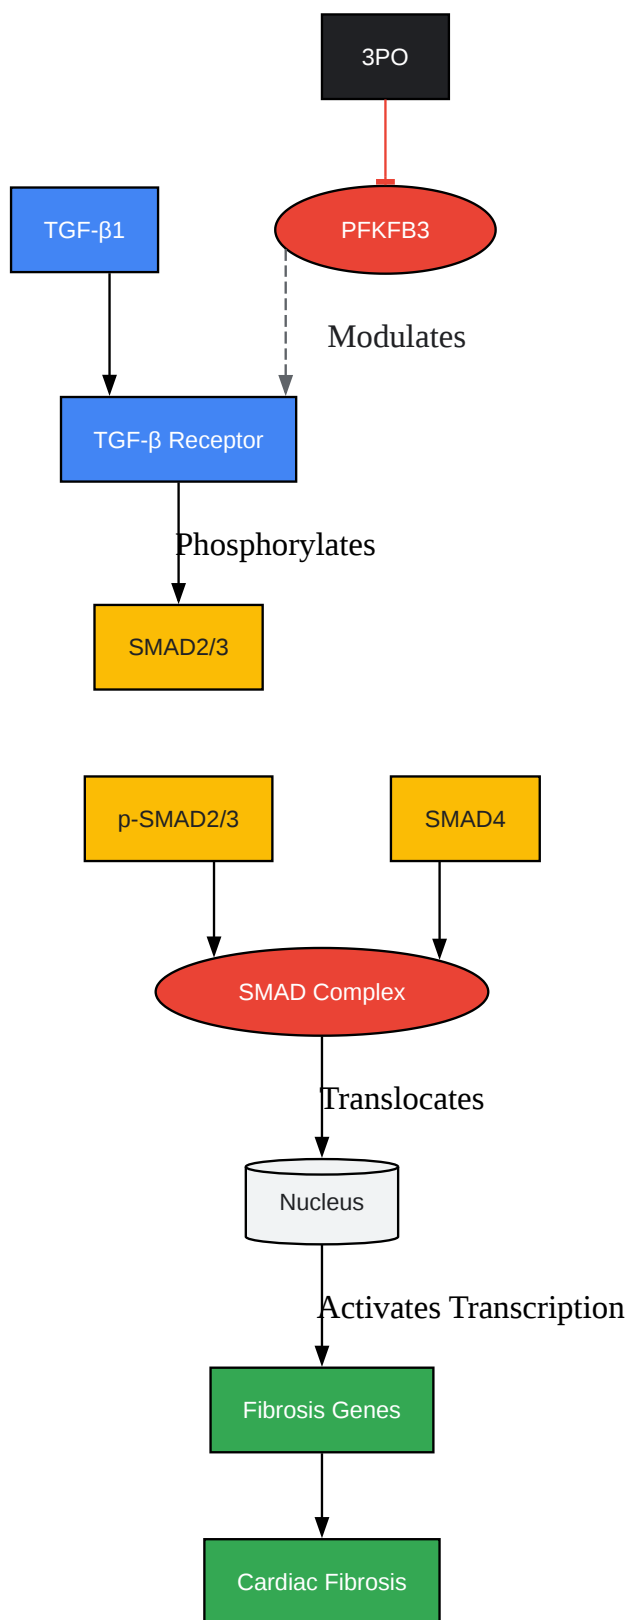 3PO
TGF-β1
PFKFB3
Modulates
TGF-β Receptor
Phosphorylates
SMAD2/3
p-SMAD2/3
SMAD4
SMAD Complex
Translocates
Nucleus
Activates Transcription
Fibrosis Genes
Cardiac Fibrosis